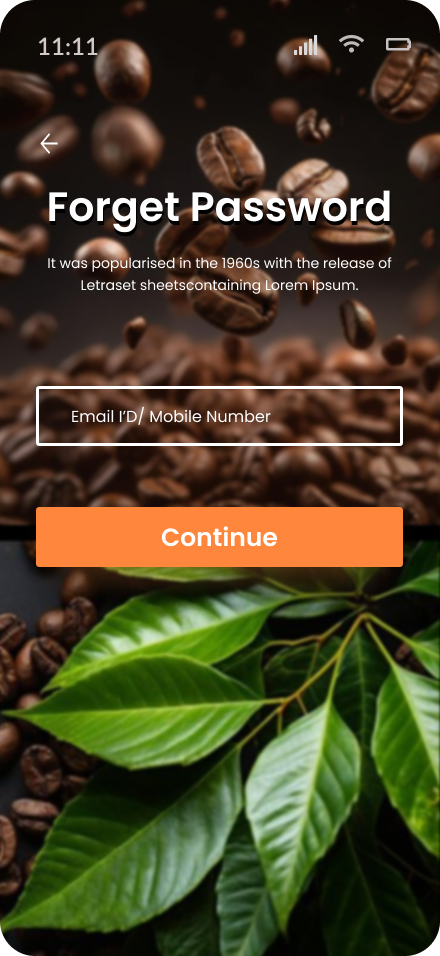 11:11
Forget Password
It was popularised in the 1960s with the release of
Letraset sheetscontaining Lorem Ipsum.
Email I'D/ Mobile Number
Continue